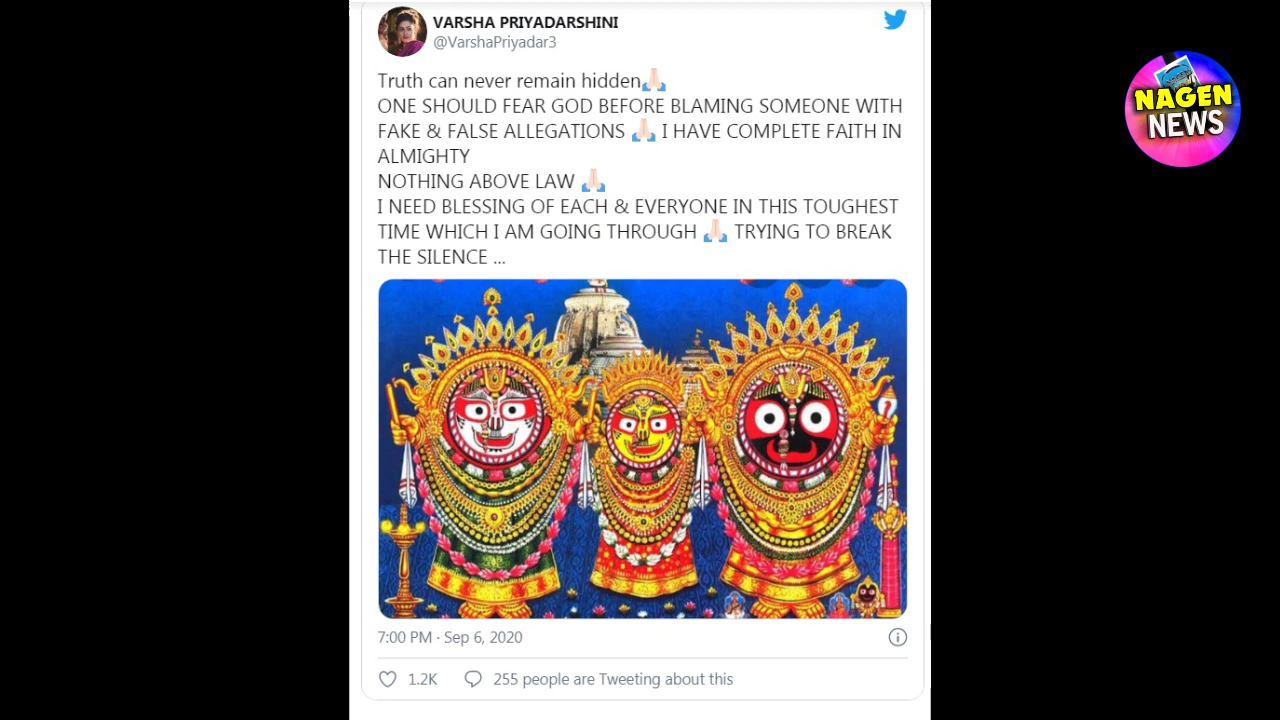 VARSHA PRIYADARSHINI
@VarshaPriyadar3
Truth can never remain hidden🙏🏻
ONE SHOULD FEAR GOD BEFORE BLAMING SOMEONE WITH
FAKE & FALSE ALLEGATIONS 🙏🏻 I HAVE COMPLETE FAITH IN
ALMIGHTY
NOTHING ABOVE LAW 🙏🏻
I NEED BLESSING OF EACH & EVERYONE IN THIS TOUGHEST
TIME WHICH I AM GOING THROUGH 🙏🏻 TRYING TO BREAK
THE SILENCE ...
7:00 PM · Sep 6, 2020
1.2K
255 people are Tweeting about this
NAGEN
NEWS